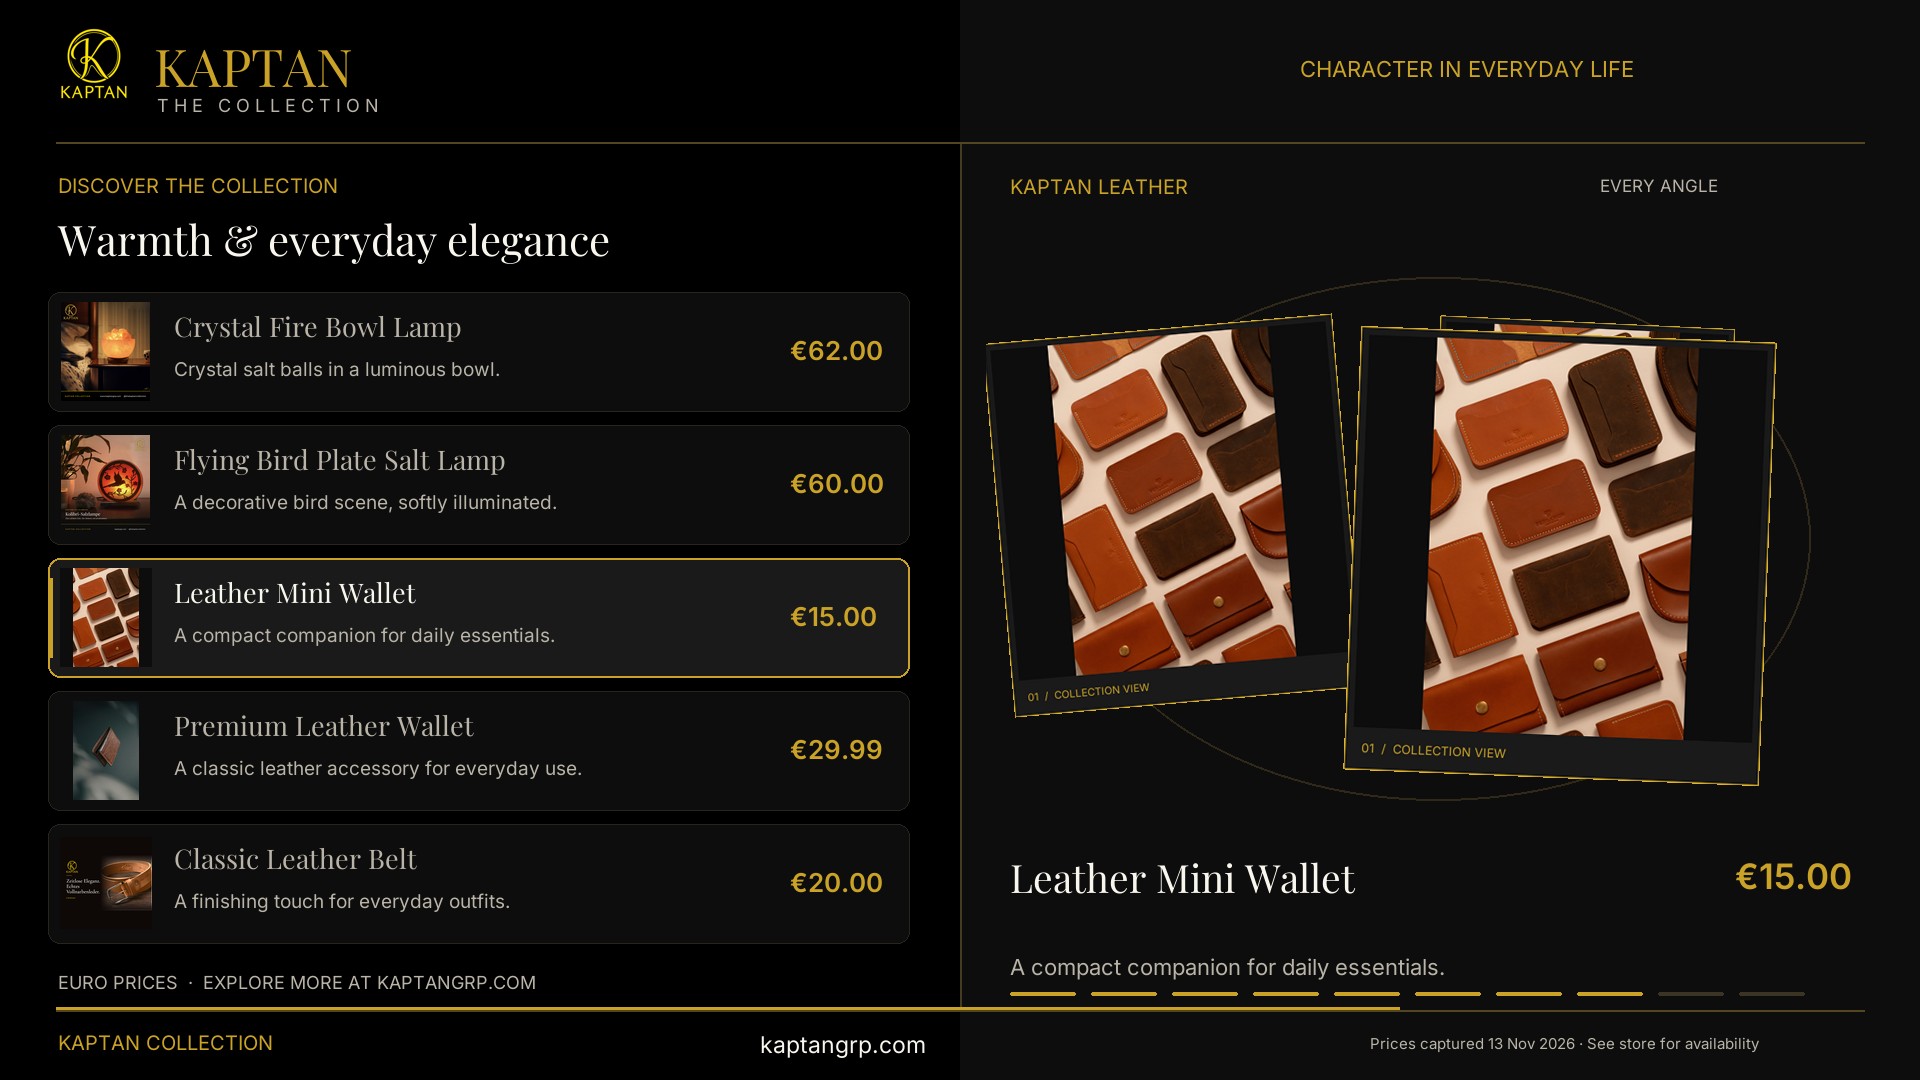 KAPTAN
KAPTAN
THE COLLECTION
CHARACTER IN EVERYDAY LIFE
DISCOVER THE COLLECTION
Warmth & everyday elegance
Crystal Fire Bowl Lamp
Crystal salt balls in a luminous bowl.
€62.00
Flying Bird Plate Salt Lamp
A decorative bird scene, softly illuminated.
€60.00
Leather Mini Wallet
A compact companion for daily essentials.
€15.00
Premium Leather Wallet
A classic leather accessory for everyday use.
€29.99
Classic Leather Belt
A finishing touch for everyday outfits.
€20.00
EURO PRICES · EXPLORE MORE AT KAPTANGRP.COM
KAPTAN LEATHER
EVERY ANGLE
01 / COLLECTION VIEW
01 / COLLECTION VIEW
Leather Mini Wallet
€15.00
A compact companion for daily essentials.
KAPTAN COLLECTION
kaptangrp.com
Prices captured 13 Nov 2026 · See store for availability